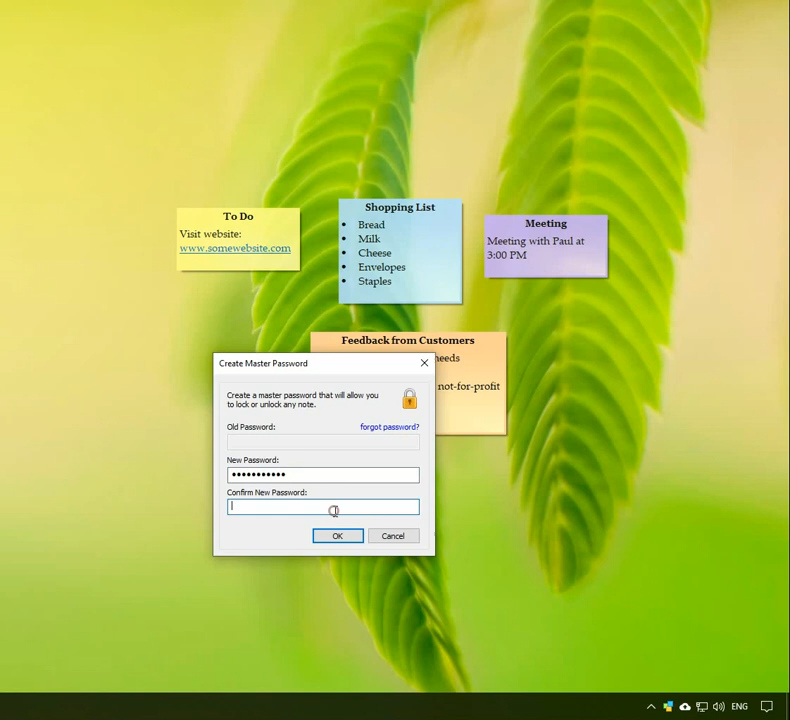 To Do
Visit website:
www.somewebsite.com
Shopping List
• Bread
• Milk
• Cheese
• Envelopes
• Staples
Meeting
Meeting with Paul at
3:00 PM
Feedback from Customers
needs
not-for-profit
Create Master Password
Create a master password that will allow you
to lock or unlock any note.
Old Password: forgot password?
New Password:
•••••••••••
Confirm New Password:
OK Cancel
ENG